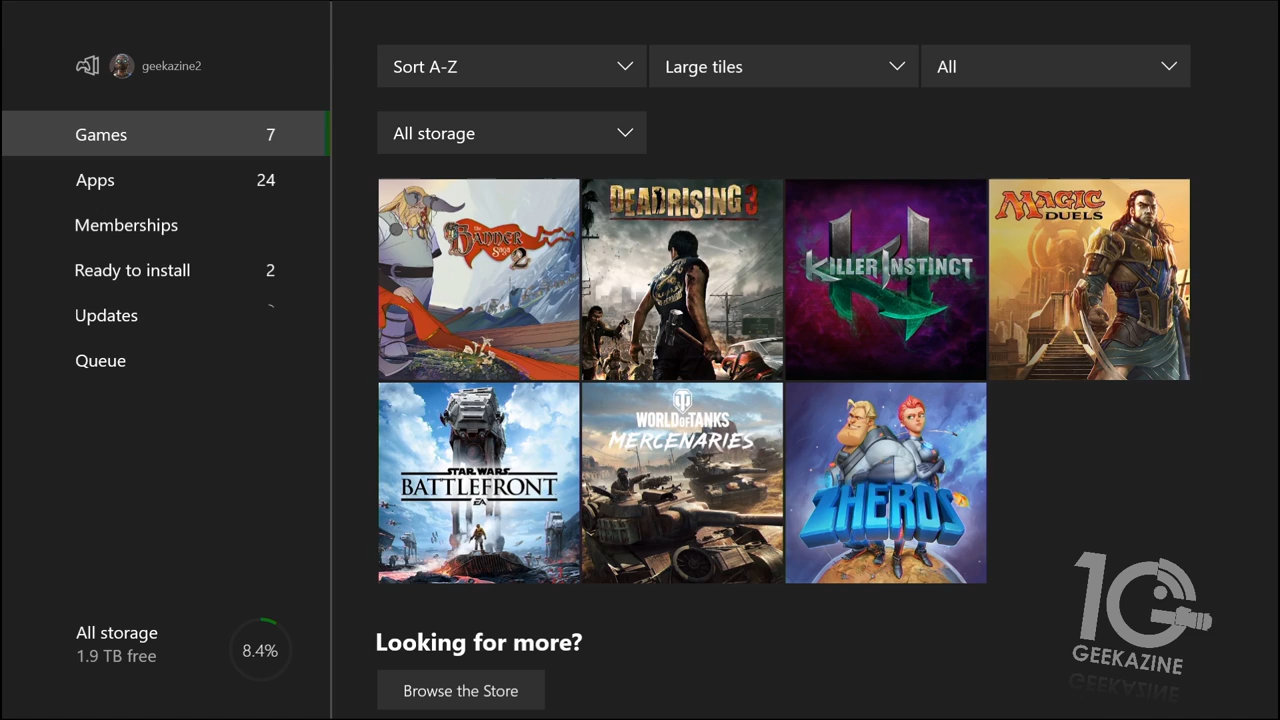 geekazine2
Games 7
Apps 24
Memberships
Ready to install 2
Updates
Queue
All storage
1.9 TB free
8.4%
Sort A-Z
Large tiles
All
All storage
The
BANNER
SAGA
2
DEADRISING 3
KILLER INSTINCT
MAGIC
DUELS
STAR WARS
BATTLEFRONT
EA
WORLD OF TANKS
MERCENARIES
ZHEROS
Looking for more?
Browse the Store
10
GEEKAZINE